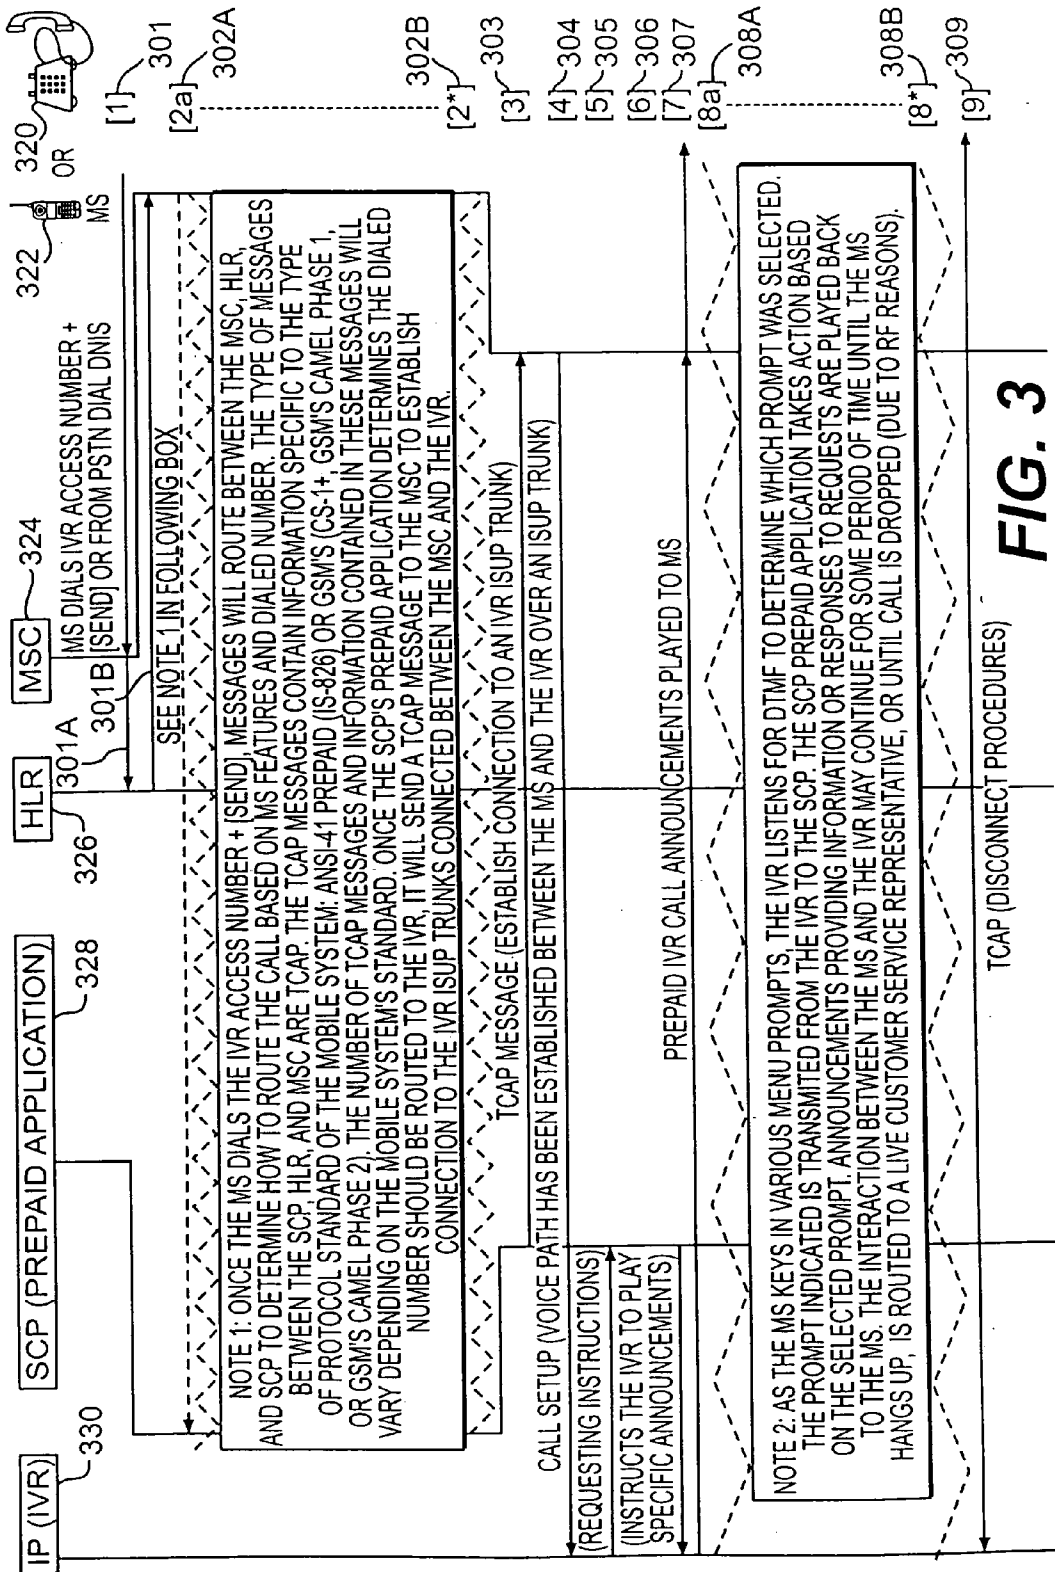 IP (IVR)
330
SCP (PREPAID APPLICATION)
328
HLR
326
MSC
324
322
MS
320
OR
MS DIALS IVR ACCESS NUMBER +
[SEND] OR FROM PSTN DIAL DNIS
[1]
301
301A
301B
SEE NOTE 1 IN FOLLOWING BOX
[2a]
302A
NOTE 1: ONCE THE MS DIALS THE IVR ACCESS NUMBER + [SEND], MESSAGES WILL ROUTE BETWEEN THE MSC, HLR,
AND SCP TO DETERMINE HOW TO ROUTE THE CALL BASED ON MS FEATURES AND DIALED NUMBER. THE TYPE OF MESSAGES
BETWEEN THE SCP, HLR, AND MSC ARE TCAP. THE TCAP MESSAGES CONTAIN INFORMATION SPECIFIC TO THE TYPE
OF PROTOCOL STANDARD OF THE MOBILE SYSTEM: ANSI-41 PREPAID (IS-826) OR GSM'S (CS-1+, GSM'S CAMEL PHASE 1,
OR GSM'S CAMEL PHASE 2). THE NUMBER OF TCAP MESSAGES AND INFORMATION CONTAINED IN THESE MESSAGES WILL
VARY DEPENDING ON THE MOBILE SYSTEM'S STANDARD. ONCE THE SCP'S PREPAID APPLICATION DETERMINES THE DIALED
NUMBER SHOULD BE ROUTED TO THE IVR, IT WILL SEND A TCAP MESSAGE TO THE MSC TO ESTABLISH
CONNECTION TO THE IVR ISUP TRUNKS CONNECTED BETWEEN THE MSC AND THE IVR.
[2*]
302B
TCAP MESSAGE (ESTABLISH CONNECTION TO AN IVR ISUP TRUNK)
[3]
303
CALL SETUP (VOICE PATH HAS BEEN ESTABLISHED BETWEEN THE MS AND THE IVR OVER AN ISUP TRUNK)
[4]
304
(REQUESTING INSTRUCTIONS)
[5]
305
(INSTRUCTS THE IVR TO PLAY
SPECIFIC ANNOUNCEMENTS)
[6]
306
PREPAID IVR CALL ANNOUNCEMENTS PLAYED TO MS
[7]
307
[8a]
308A
NOTE 2: AS THE MS KEYS IN VARIOUS MENU PROMPTS, THE IVR LISTENS FOR DTMF TO DETERMINE WHICH PROMPT WAS SELECTED.
THE PROMPT INDICATED IS TRANSMITED FROM THE IVR TO THE SCP. THE SCP PREPAID APPLICATION TAKES ACTION BASED
ON THE SELECTED PROMPT. ANNOUNCEMENTS PROVIDING INFORMATION OR RESPONSES TO REQUESTS ARE PLAYED BACK
TO THE MS. THE INTERACTION BETWEEN THE MS AND THE IVR MAY CONTINUE FOR SOME PERIOD OF TIME UNTIL THE MS
HANGS UP, IS ROUTED TO A LIVE CUSTOMER SERVICE REPRESENTATIVE, OR UNTIL CALL IS DROPPED (DUE TO RF REASONS).
[8*]
308B
TCAP (DISCONNECT PROCEDURES)
[9]
309
FIG. 3